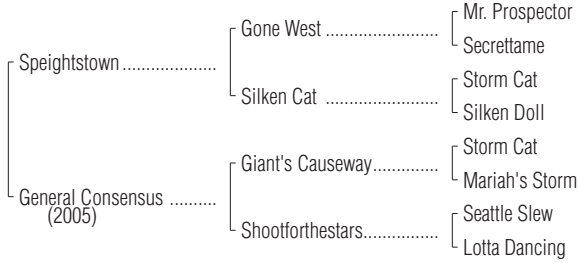 Mr. Prospector
Gone West ........................
Secrettame
Speightstown ....................
Storm Cat
Silken Cat ........................
Silken Doll
Storm Cat
Giant's Causeway..............
Mariah's Storm
General Consensus ..........
(2005)
Seattle Slew
Shootforthestars................
Lotta Dancing